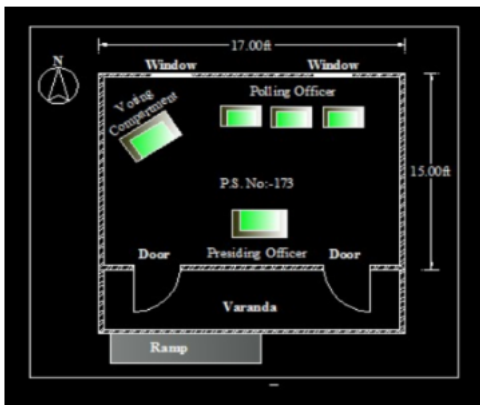 17.00ft
N
Window
Window
Voting
Compartment
Polling Officer
15.00ft
P.S. No:-173
Door
Presiding Officer
Door
Varanda
Ramp